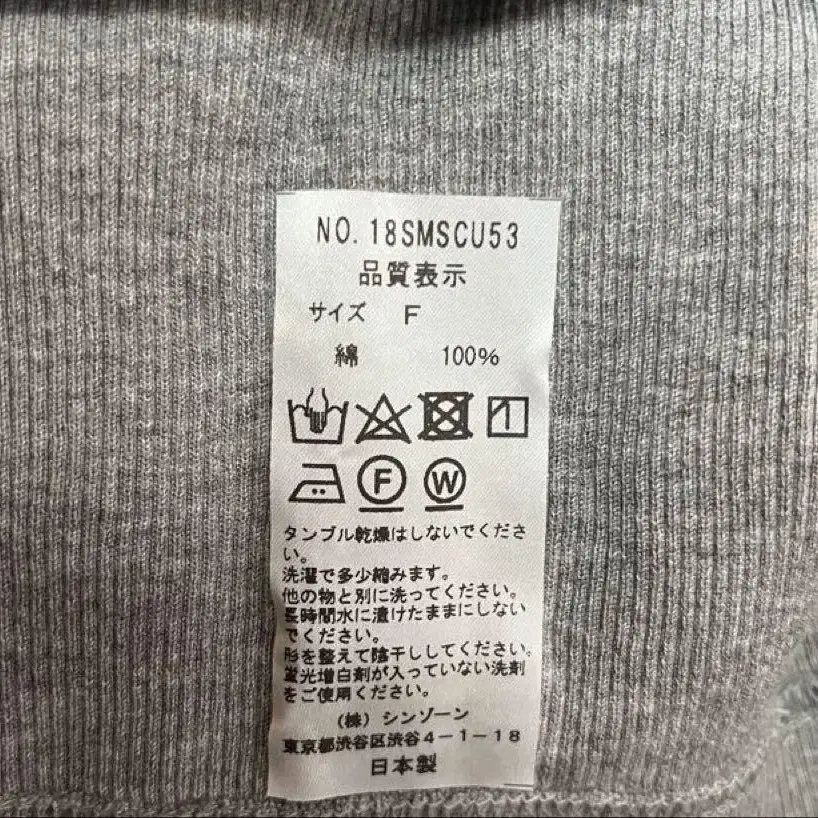 NO.18SMSCU53
品質表示
サイズ F
綿 100%
F W
タンブル乾燥はしないでくださ
い。
洗濯で多少縮みます。
他の物と別に洗ってください。
長時間水に漬けたままにしない
でください。
形を整えて陰干ししてください。
蛍光増白剤が入っていない洗剤
をご使用ください。
(株) シンゾーン
東京都渋谷区渋谷4-1-18
日本製